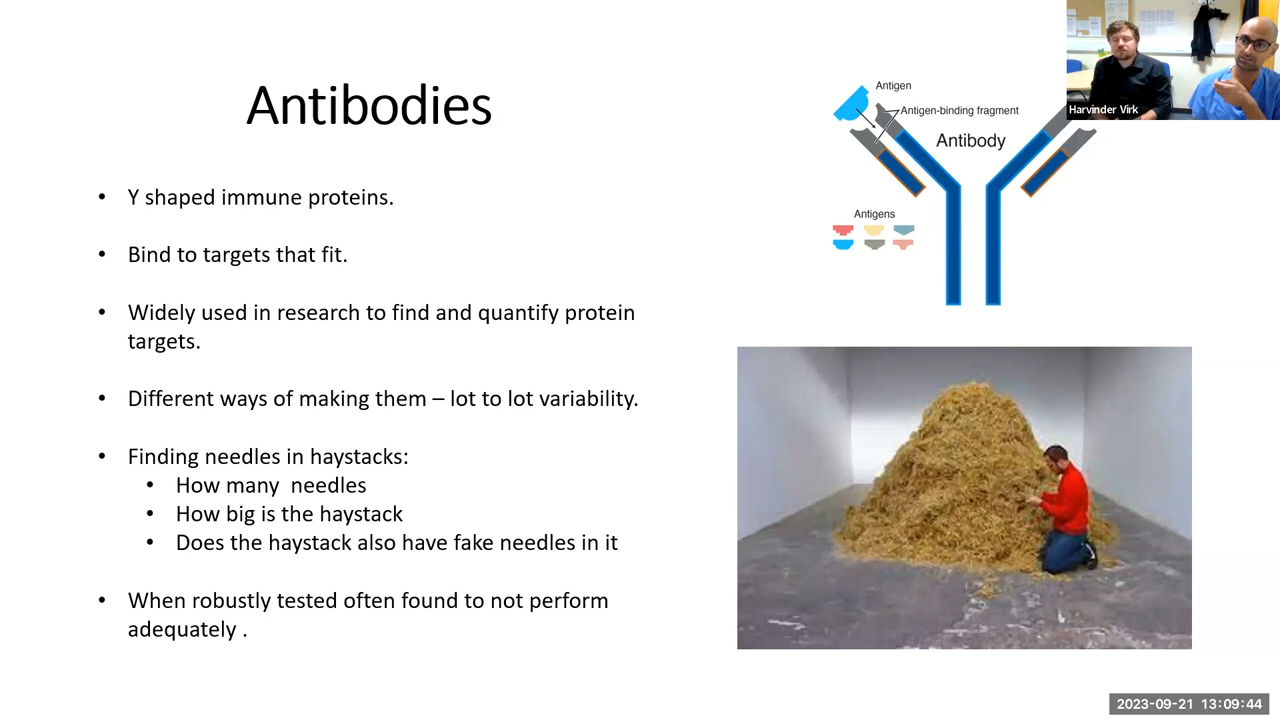 Antibodies
• Y shaped immune proteins.
• Bind to targets that fit.
• Widely used in research to find and quantify protein
targets.
• Different ways of making them – lot to lot variability.
• Finding needles in haystacks:
• How many  needles
• How big is the haystack
• Does the haystack also have fake needles in it
• When robustly tested often found to not perform
adequately .
Antigen
Antigen-binding fragment
Antibody
Antigens
Harvinder Virk
2023-09-21 13:09:44